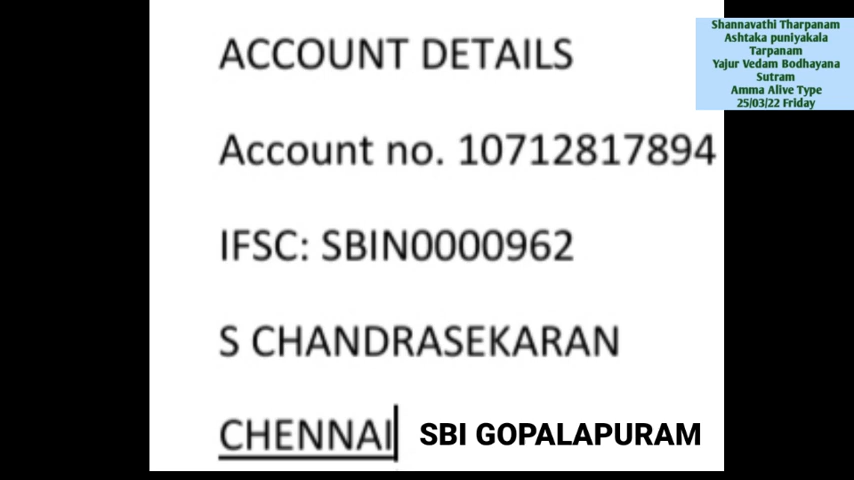 ACCOUNT DETAILS
Account no. 10712817894
IFSC: SBIN0000962
S CHANDRASEKARAN
CHENNAI SBI GOPALAPURAM
Shannavathi Tharpanam
Ashtaka puniyakala
Tarpanam
Yajur Vedam Bodhayana
Sutram
Amma Alive Type
25/03/22 Friday